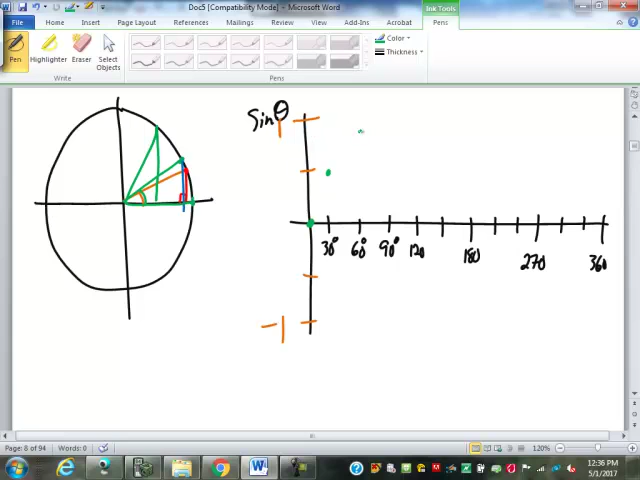 Doc5 [Compatibility Mode] - Microsoft Word
Ink Tools
File Home Insert Page Layout References Mailings Review View Add-Ins Acrobat Pens
Pen Highlighter Eraser Select Objects
Color
Thickness
Write
Pens
sinθ
1
30° 60° 90° 120 180 270 360
-1
Page: 8 of 94 Words: 0
120%
12:36 PM
5/1/2017